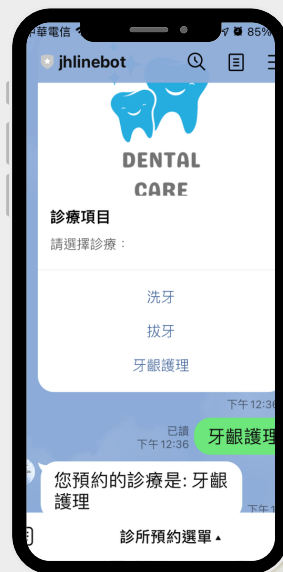 華電信 85%
jhlinebot
DENTAL
CARE
診療項目
請選擇診療：
洗牙
拔牙
牙齦護理
下午12:36
已讀
下午12:36
牙齦護理
您預約的診療是: 牙齦
護理
下午1
診所預約選單